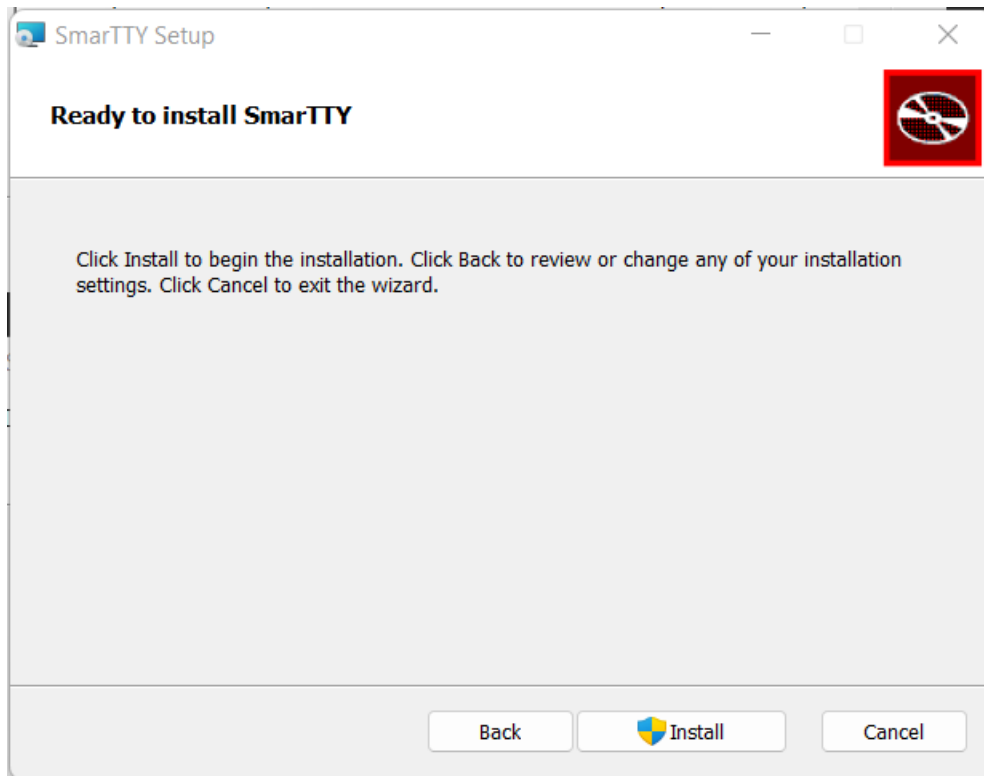 SmarTTY Setup
Ready to install SmarTTY
Click Install to begin the installation. Click Back to review or change any of your installation
settings. Click Cancel to exit the wizard.
Back
Install
Cancel